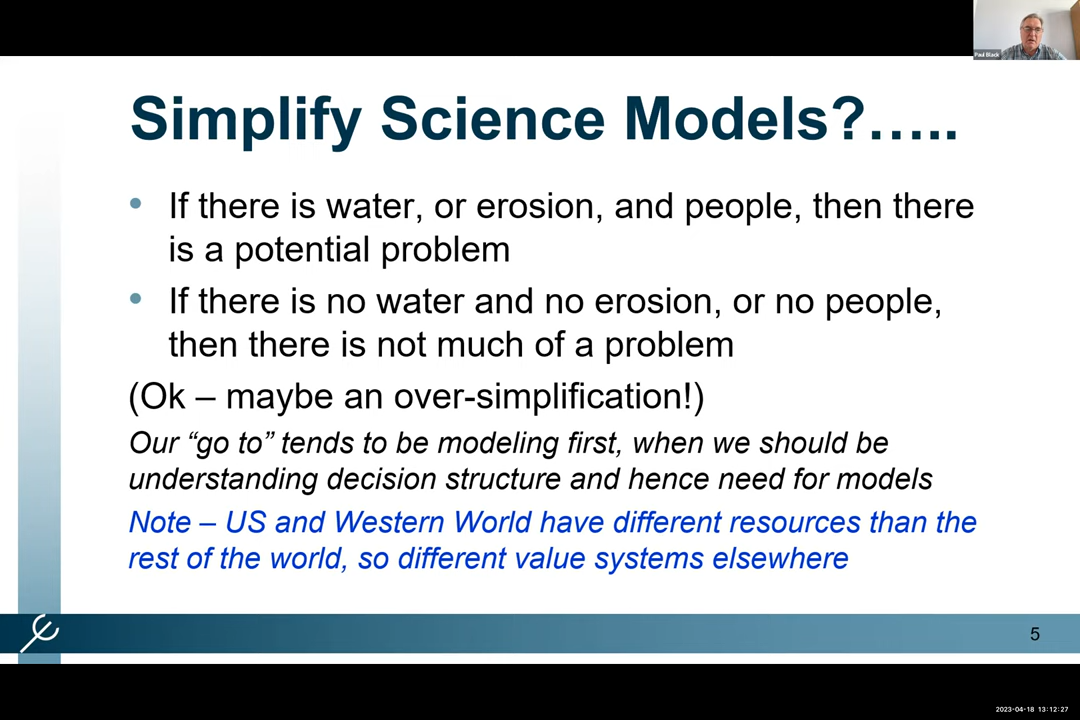 Paul Black
Simplify Science Models?.....
• If there is water, or erosion, and people, then there
is a potential problem
• If there is no water and no erosion, or no people,
then there is not much of a problem
(Ok – maybe an over-simplification!)
Our “go to” tends to be modeling first, when we should be
understanding decision structure and hence need for models
Note – US and Western World have different resources than the
rest of the world, so different value systems elsewhere
5
2023-04-18 13:12:27